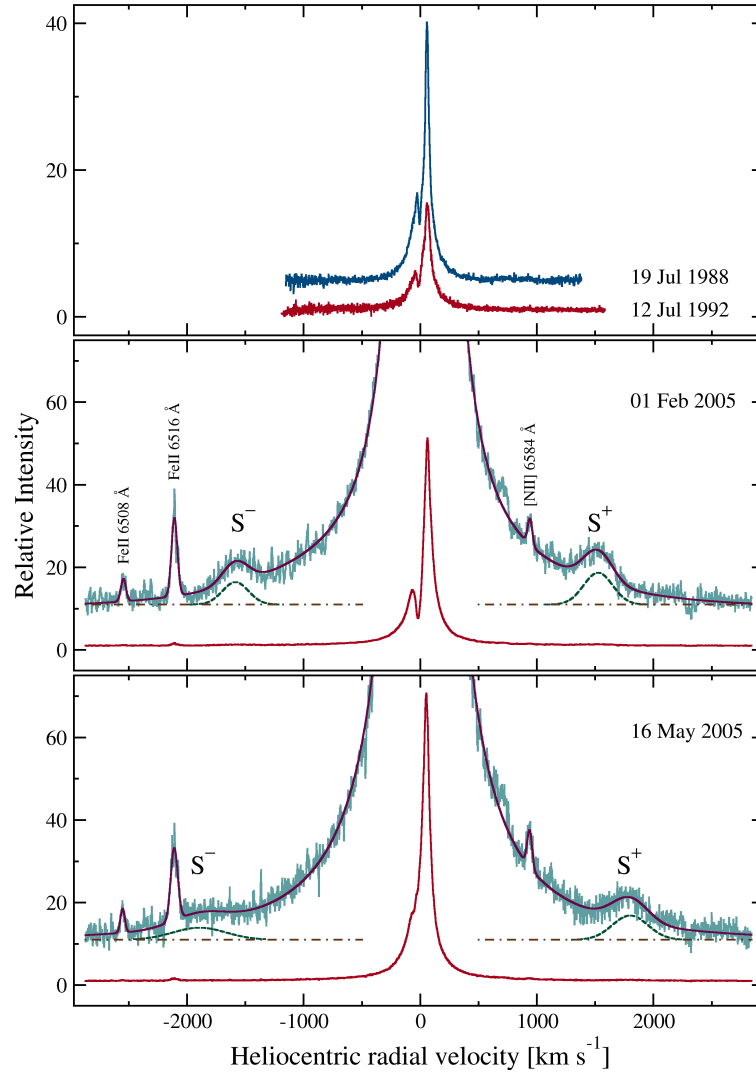 40
20
0
19 Jul 1988
12 Jul 1992
Relative Intensity
60
40
20
0
01 Feb 2005
FeII 6508 Å
FeII 6516 Å
S⁻
[NII] 6584 Å
S⁺
60
40
20
0
16 May 2005
S⁻
S⁺
-2000 -1000 0 1000 2000
Heliocentric radial velocity [km s⁻¹]